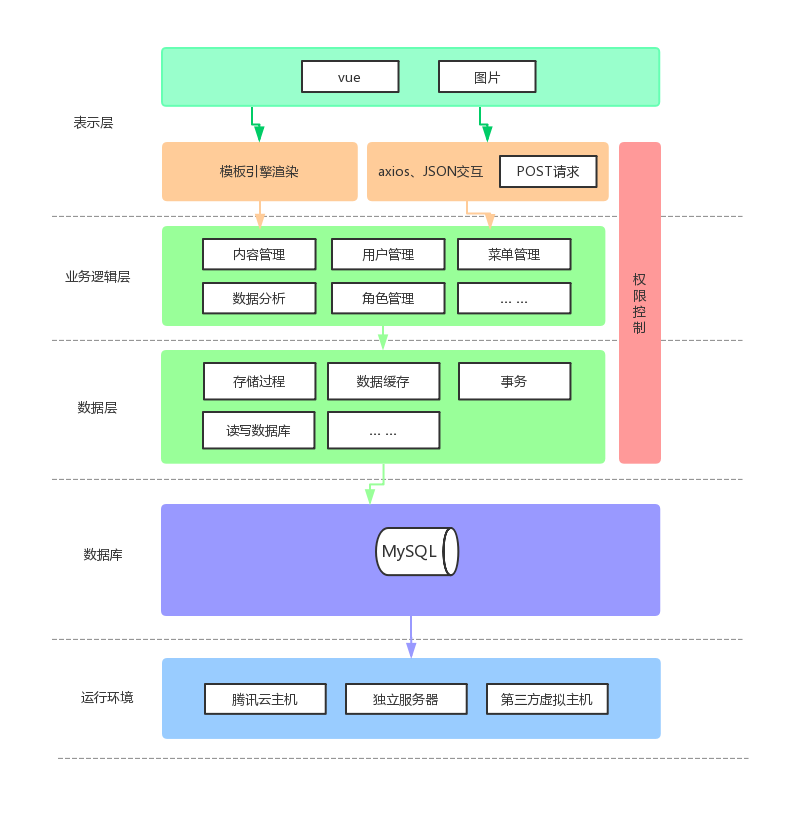 vue
图片
表示层
模板引擎渲染
axios、JSON交互
POST请求
权限控制
业务逻辑层
内容管理
用户管理
菜单管理
数据分析
角色管理
... ...
数据层
存储过程
数据缓存
事务
读写数据库
... ...
数据库
MySQL
运行环境
腾讯云主机
独立服务器
第三方虚拟主机